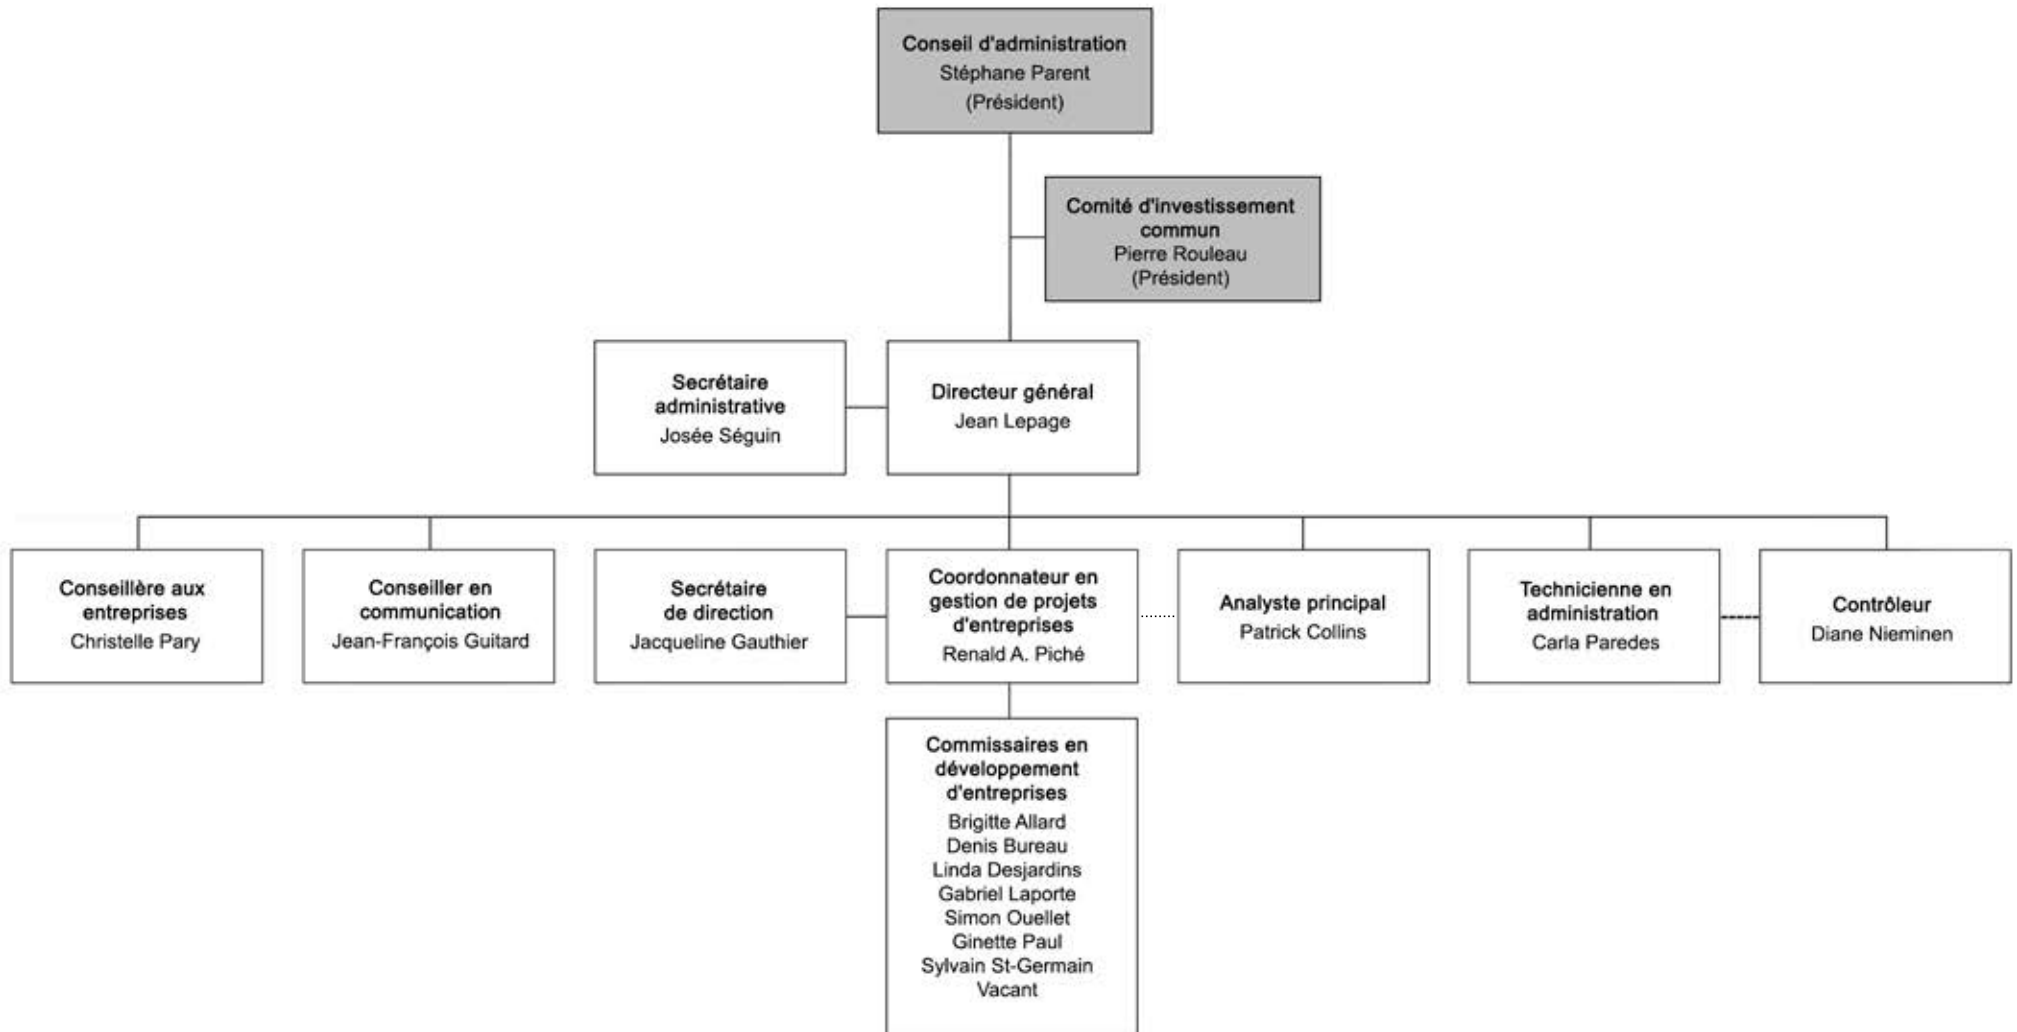 Conseil d'administration
Stéphane Parent
(Président)
Comité d'investissement
commun
Pierre Rouleau
(Président)
Secrétaire
administrative
Josée Séguin
Directeur général
Jean Lepage
Conseillère aux
entreprises
Christelle Pary
Conseiller en
communication
Jean-François Guitard
Secrétaire
de direction
Jacqueline Gauthier
Coordonnateur en
gestion de projets
d'entreprises
Renald A. Piché
Analyste principal
Patrick Collins
Technicienne en
administration
Carla Paredes
Contrôleur
Diane Nieminen
Commissaires en
développement
d'entreprises
Brigitte Allard
Denis Bureau
Linda Desjardins
Gabriel Laporte
Simon Ouellet
Ginette Paul
Sylvain St-Germain
Vacant